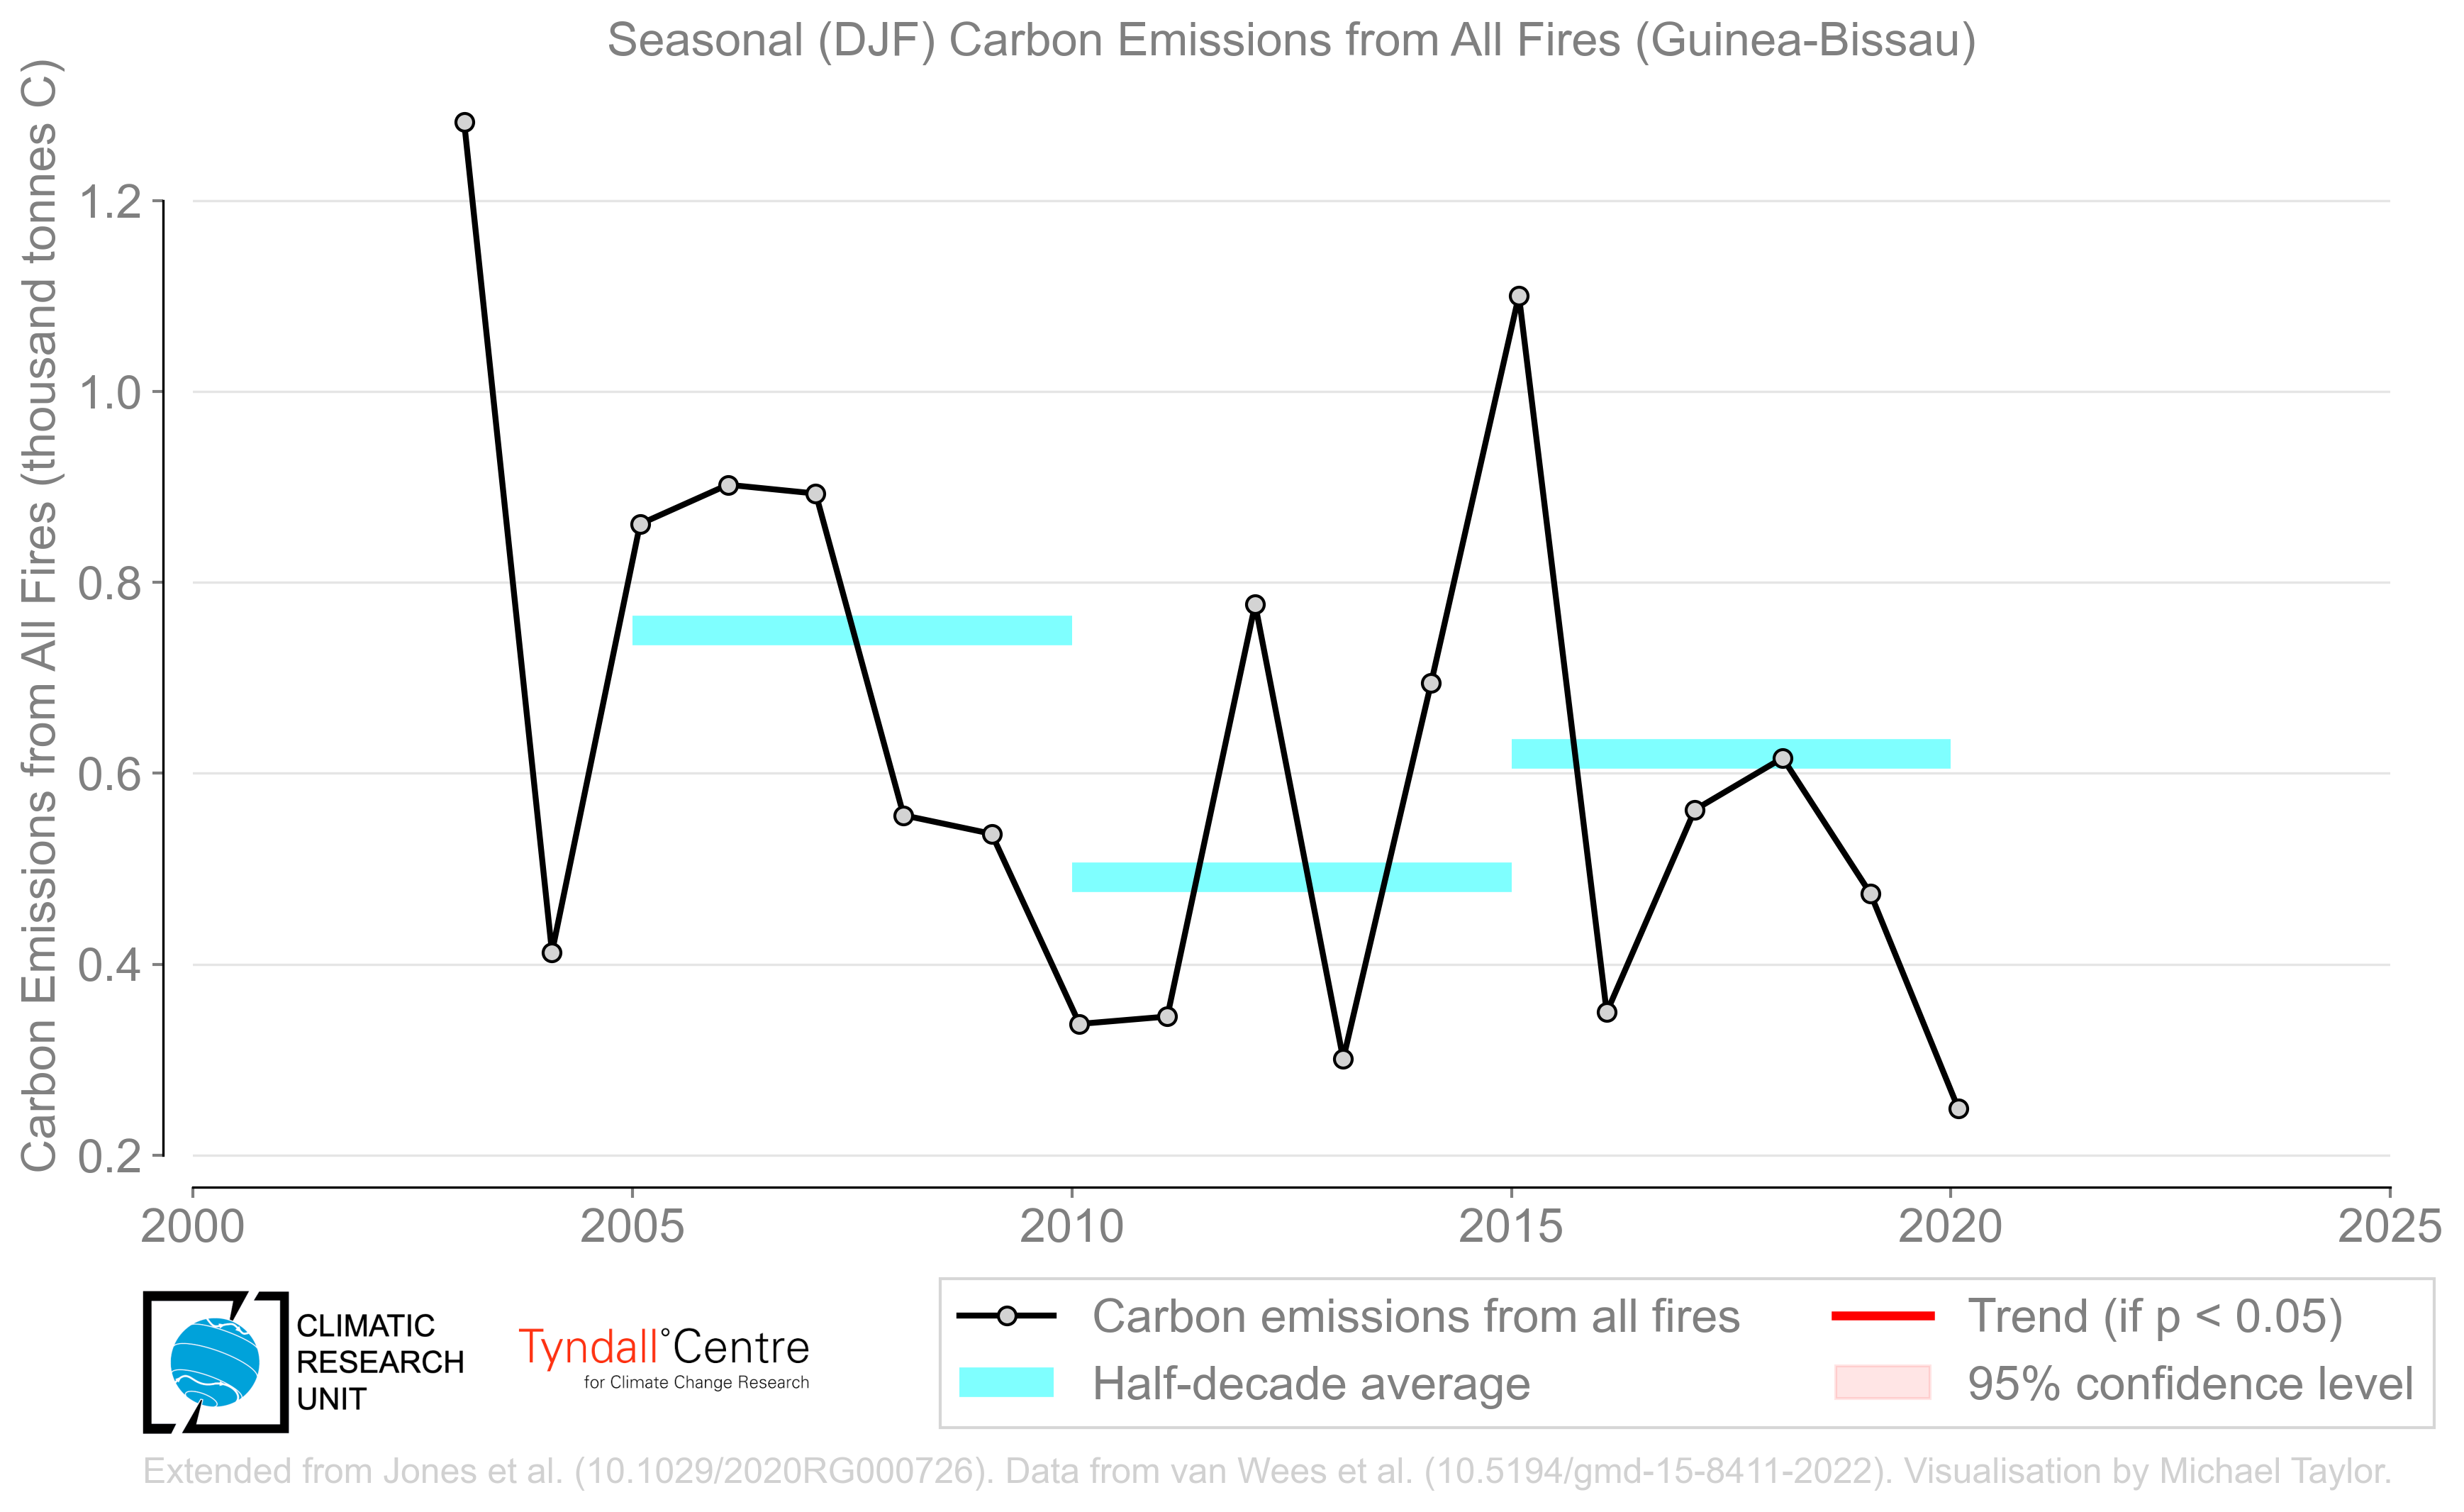 Seasonal (DJF) Carbon Emissions from All Fires (Guinea-Bissau)
Carbon Emissions from All Fires (thousand tonnes C)
1.2
1.0
0.8
0.6
0.4
0.2
2000 2005 2010 2015 2020 2025
CLIMATIC
RESEARCH
UNIT
Tyndall°Centre
for Climate Change Research
Carbon emissions from all fires
Half-decade average
Trend (if p < 0.05)
95% confidence level
Extended from Jones et al. (10.1029/2020RG000726). Data from van Wees et al. (10.5194/gmd-15-8411-2022). Visualisation by Michael Taylor.